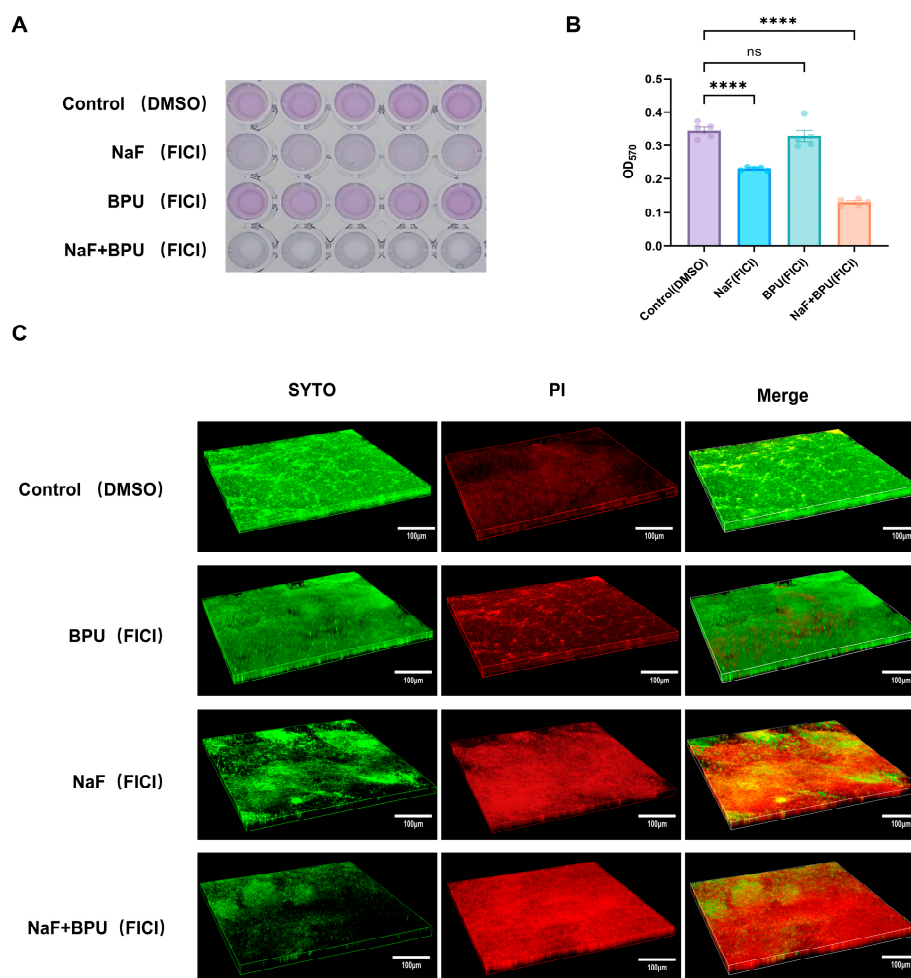 A
Control (DMSO)
NaF (FICI)
BPU (FICI)
NaF+BPU (FICI)
B
****
ns
****
0.5
0.4
0.3
0.2
0.1
0.0
OD570
Control(DMSO)
NaF(FICI)
BPU(FICI)
NaF+BPU(FICI)
C
SYTO
PI
Merge
Control (DMSO)
100μm
100μm
100μm
BPU (FICI)
100μm
100μm
100μm
NaF (FICI)
100μm
100μm
100μm
NaF+BPU (FICI)
100μm
100μm
100μm